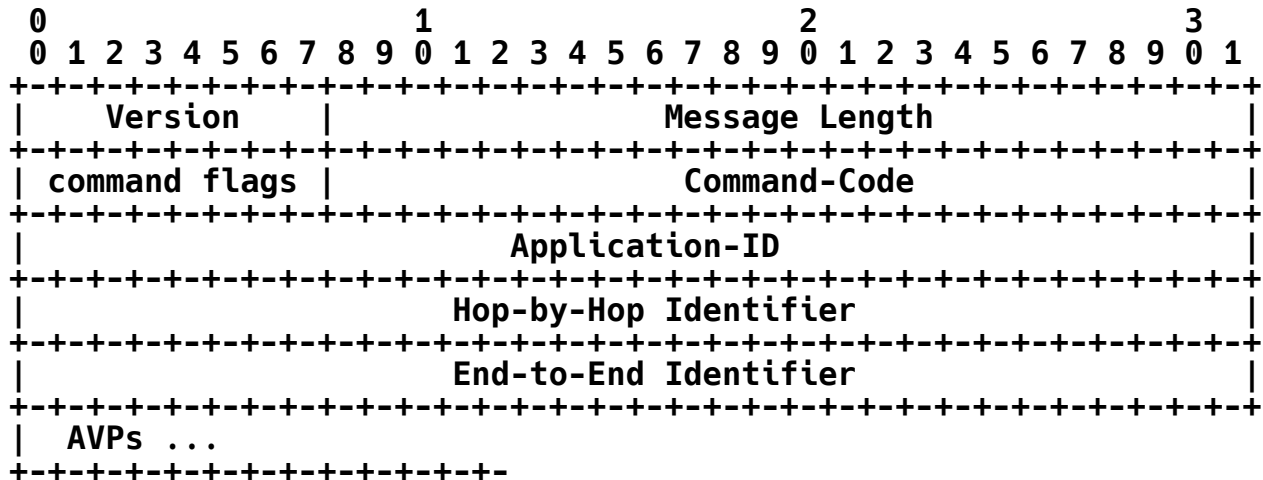 0                   1                   2                   3
 0 1 2 3 4 5 6 7 8 9 0 1 2 3 4 5 6 7 8 9 0 1 2 3 4 5 6 7 8 9 0 1
+-+-+-+-+-+-+-+-+-+-+-+-+-+-+-+-+-+-+-+-+-+-+-+-+-+-+-+-+-+-+-+-+
|    Version    |                 Message Length                |
+-+-+-+-+-+-+-+-+-+-+-+-+-+-+-+-+-+-+-+-+-+-+-+-+-+-+-+-+-+-+-+-+
| command flags |                  Command-Code                 |
+-+-+-+-+-+-+-+-+-+-+-+-+-+-+-+-+-+-+-+-+-+-+-+-+-+-+-+-+-+-+-+-+
|                         Application-ID                        |
+-+-+-+-+-+-+-+-+-+-+-+-+-+-+-+-+-+-+-+-+-+-+-+-+-+-+-+-+-+-+-+-+
|                      Hop-by-Hop Identifier                    |
+-+-+-+-+-+-+-+-+-+-+-+-+-+-+-+-+-+-+-+-+-+-+-+-+-+-+-+-+-+-+-+-+
|                      End-to-End Identifier                    |
+-+-+-+-+-+-+-+-+-+-+-+-+-+-+-+-+-+-+-+-+-+-+-+-+-+-+-+-+-+-+-+-+
|  AVPs ...
+-+-+-+-+-+-+-+-+-+-+-+-+-